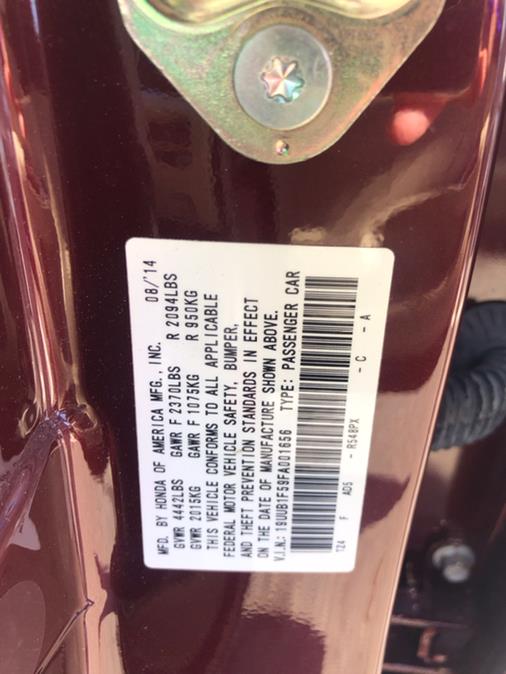 MFD. BY HONDA OF AMERICA MFG., INC. 08/'14
GVWR 4442LBS GAWR F 2370LBS R 2094LBS
GVWR 2015KG GAWR F 1075KG R 950KG
THIS VEHICLE CONFORMS TO ALL APPLICABLE
FEDERAL MOTOR VEHICLE SAFETY, BUMPER,
AND THEFT PREVENTION STANDARDS IN EFFECT
ON THE DATE OF MANUFACTURE SHOWN ABOVE.
V.I.N.: 19UUB1F59FA001656 TYPE: PASSENGER CAR
TZ4 F AD5 - R548PX - C - A